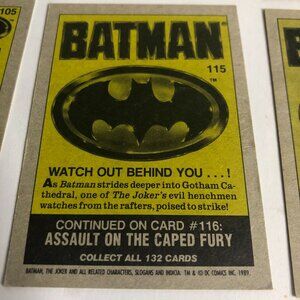 105
BATMAN
115
TM
WATCH OUT BEHIND YOU . . . !
As Batman strides deeper into Gotham Ca-
thedral, one of The Joker's evil henchmen
watches from the rafters, poised to strike!
CONTINUED ON CARD #116:
ASSAULT ON THE CAPED FURY
COLLECT ALL 132 CARDS
BATMAN, THE JOKER AND ALL RELATED CHARACTERS, SLOGANS AND INDICIA TM & © DC COMICS INC. 1989.